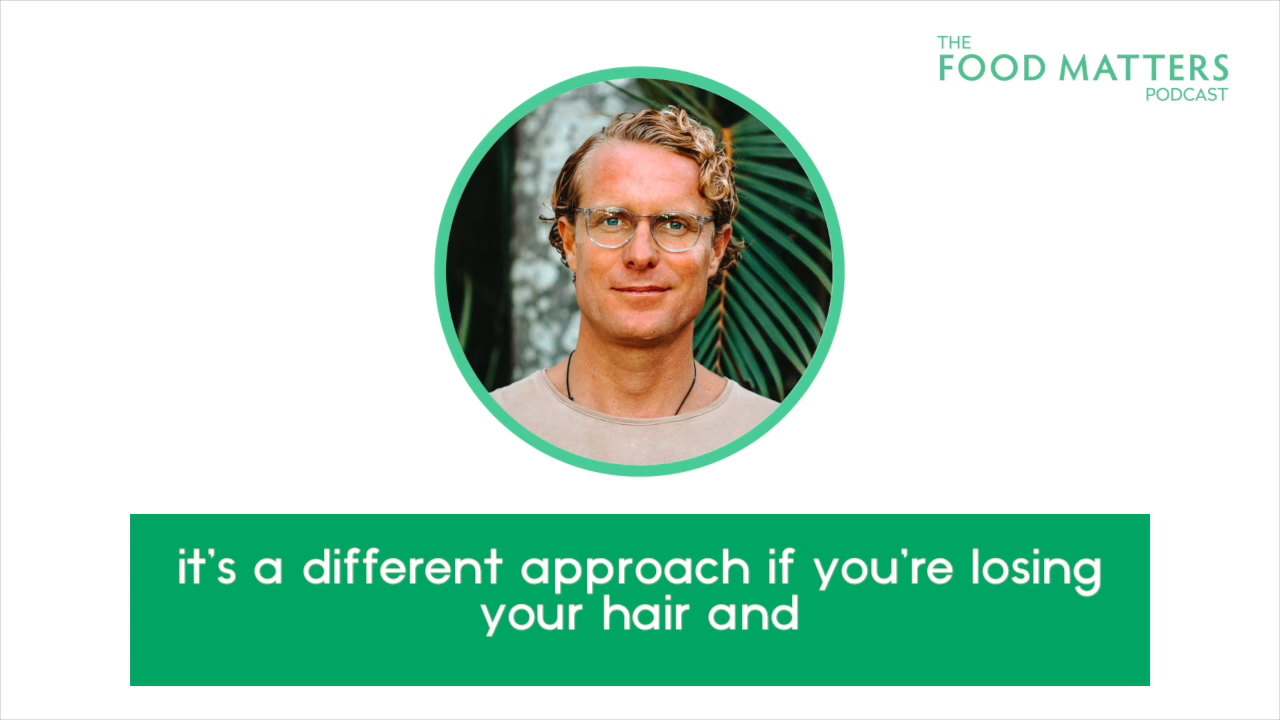 THE
FOOD MATTERS
PODCAST
it's a different approach if you're losing
your hair and